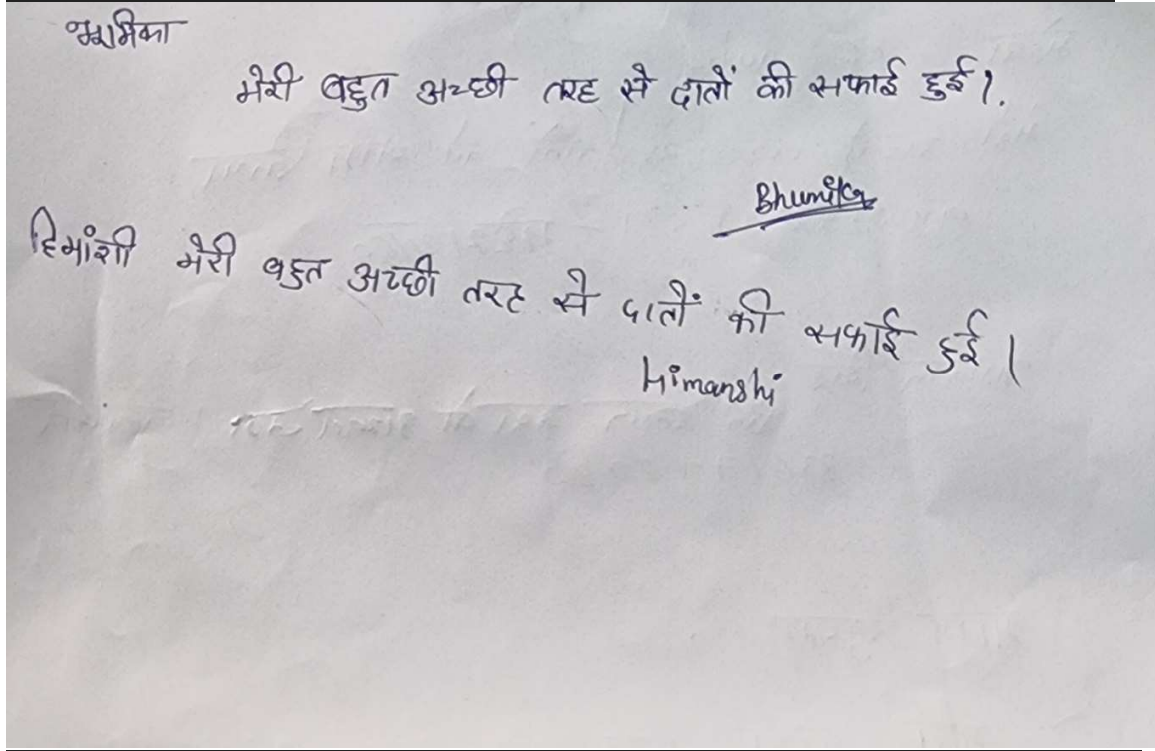 भूमिका
मेरी बहुत अच्छी तरह से दातों की सफाई हुई।.
Bhumika
हिमांशी मेरी बहुत अच्छी तरह से दातों की सफाई हुई।
Himanshi